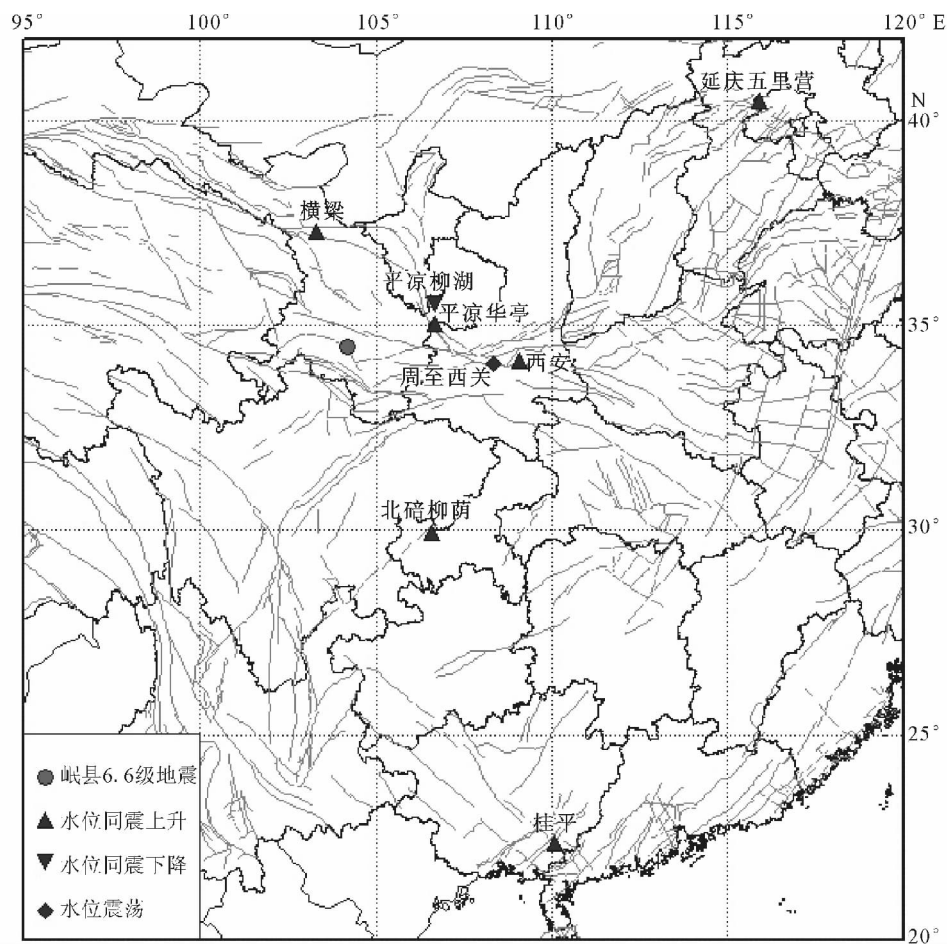 95° 100° 105° 110° 115° 120° E
延庆五里营
N
40°
横梁
平凉柳湖
平凉华亭
35°
西安
周至西关
北碚柳荫
30°
25°
岷县6.6级地震
水位同震上升
桂平
水位同震下降
水位震荡
20°